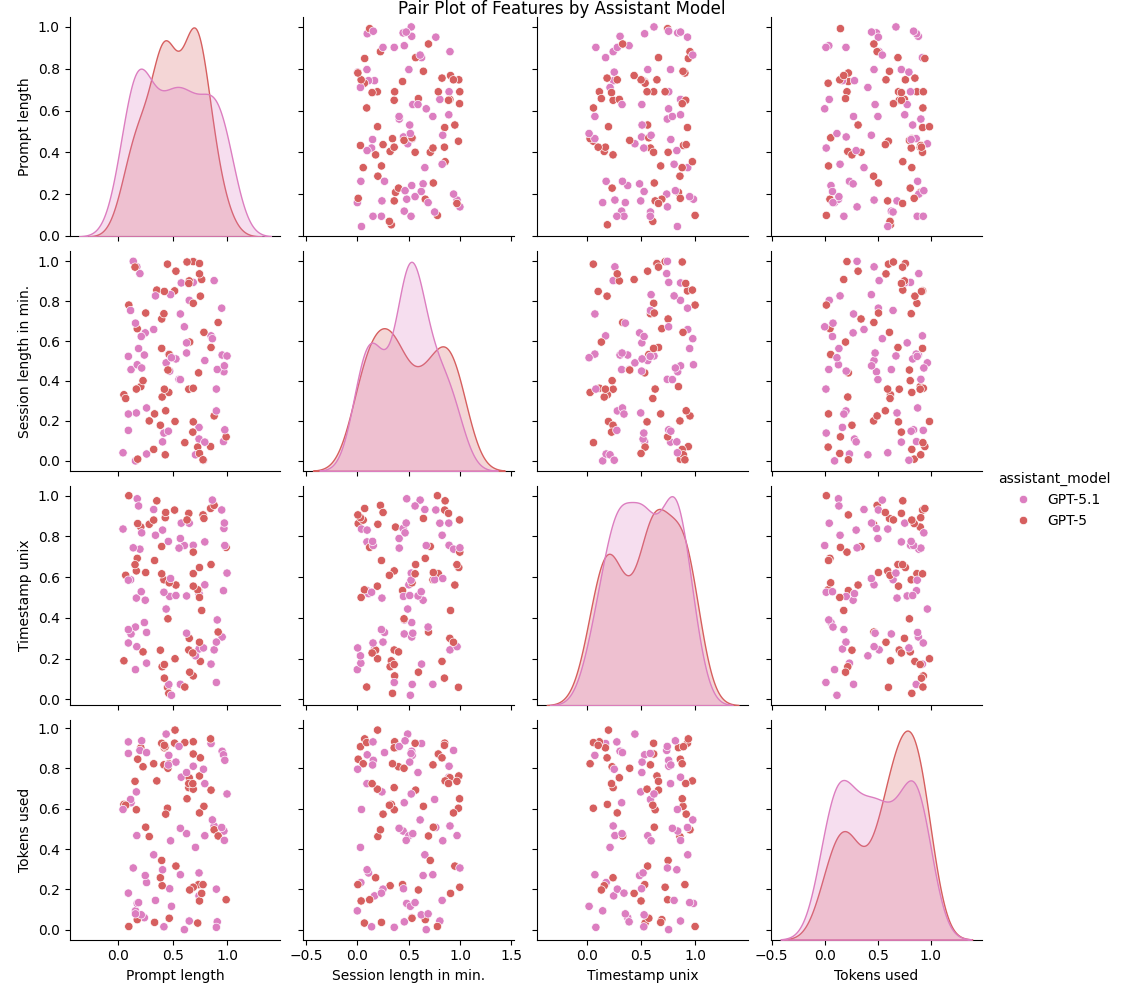 Pair Plot of Features by Assistant Model
1.0
0.8
0.6
0.4
0.2
0.0
Prompt length
1.0
0.8
0.6
0.4
0.2
0.0
Session length in min.
assistant_model
GPT-5.1
GPT-5
1.0
0.8
0.6
0.4
0.2
0.0
Timestamp unix
1.0
0.8
0.6
0.4
0.2
0.0
Tokens used
0.0 0.5 1.0
−0.5 0.0 0.5 1.0 1.5
0.0 0.5 1.0
−0.5 0.0 0.5 1.0
Prompt length
Session length in min.
Timestamp unix
Tokens used